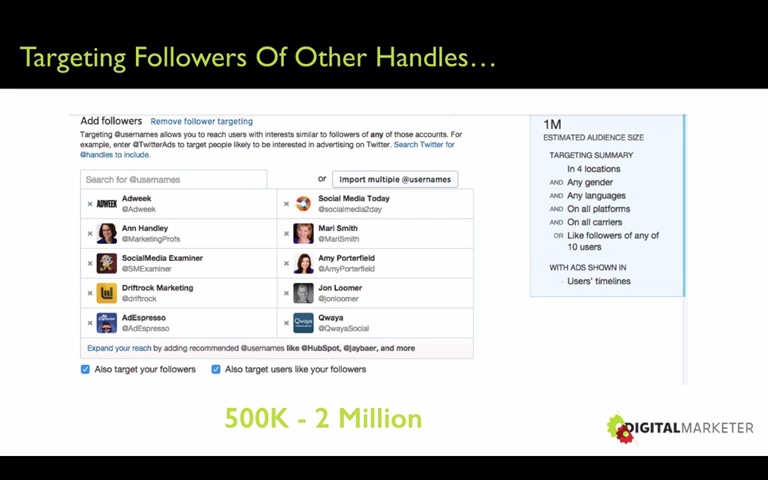 Targeting Followers Of Other Handles...
Add followers Remove follower targeting
Targeting @usernames allows you to reach users with interests similar to followers of any of those accounts. For
example, enter @TwitterAds to target people likely to be interested in advertising on Twitter. Search Twitter for
@handles to include.
Search for @usernames
or
Import multiple @usernames
ADWEEK
Adweek
@Adweek
Social Media Today
@socialmedia2day
Ann Handley
@MarketingProfs
Mari Smith
@MariSmith
SocialMedia Examiner
@SMExaminer
Amy Porterfield
@AmyPorterfield
Driftrock Marketing
@driftrock
Jon Loomer
@jonloomer
AdEspresso
@AdEspresso
Qwaya
Qwaya
@QwayaSocial
Expand your reach by adding recommended @usernames like @HubSpot, @jaybaer, and more
Also target your followers
Also target users like your followers
1M
ESTIMATED AUDIENCE SIZE
TARGETING SUMMARY
In 4 locations
AND Any gender
AND Any languages
AND On all platforms
AND On all carriers
OR Like followers of any of
10 users
WITH ADS SHOWN IN
Users' timelines
500K - 2 Million
DIGITALMARKETER